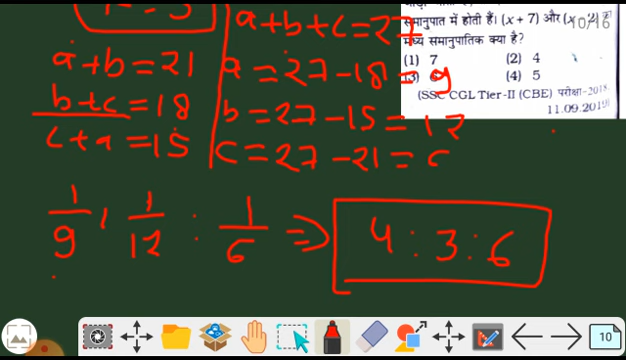 a+b+c=27
a+b=21
a=27-18=9
b+c=18
b=27-15=12
c+a=15
c=27-21=6
1/9, 1/12 : 1/6 ⇒ 4:3:6
समानुपात में होती हैं। (x + 7) और (x
मध्य समानुपातिक क्या है?
(1) 7 (2) 4
(4) 5
(SSC CGL Tier-II (CBE) परीक्षा-2018
11.09.2019)
10/16
10